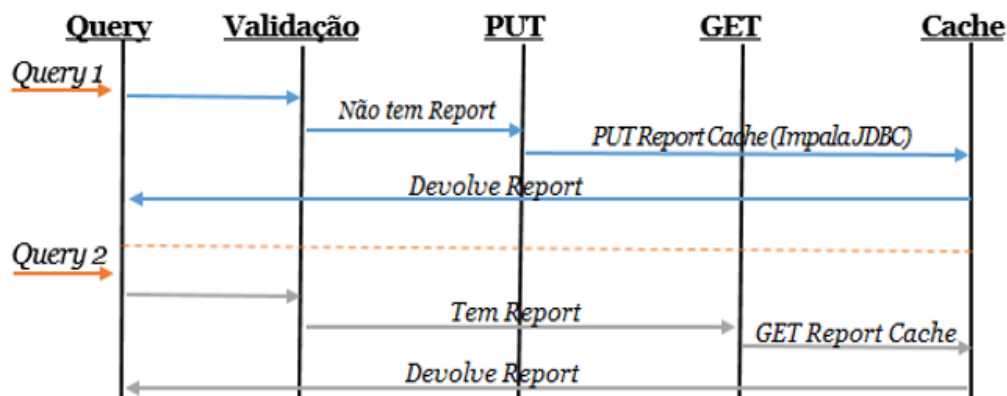 Query Validação PUT GET Cache
Query 1
Não tem Report
PUT Report Cache (Impala JDBC)
Devolve Report
Query 2
Tem Report
GET Report Cache
Devolve Report